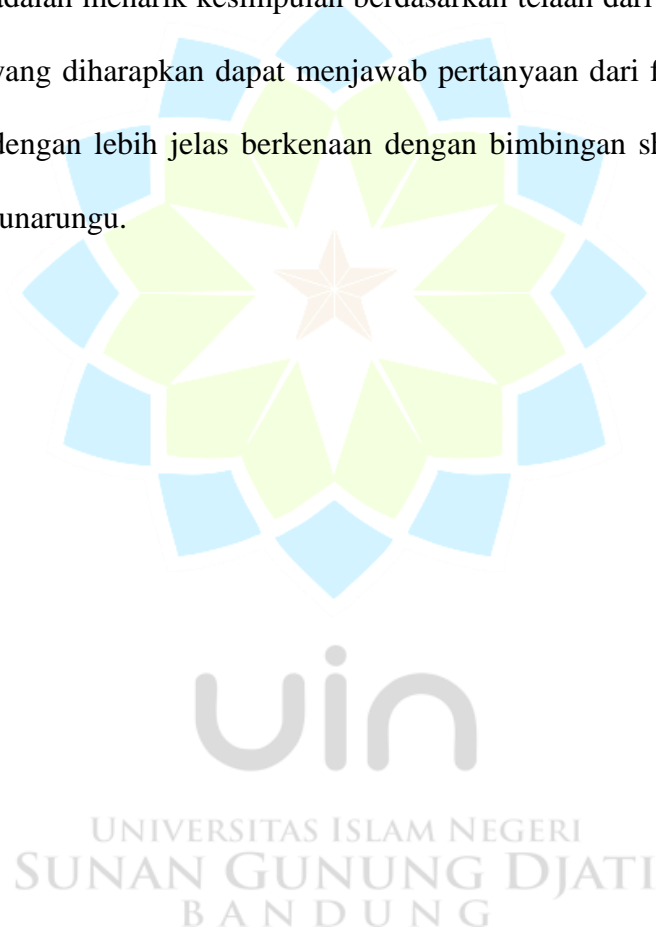 adalah menarik kesimpulan berdasarkan telaah dari
yang diharapkan dapat menjawab pertanyaan dari
dengan lebih jelas berkenaan dengan bimbingan
unarungu.
uin
UNIVERSITAS ISLAM NEGERI
SUNAN GUNUNG DJATI
BANDUNG